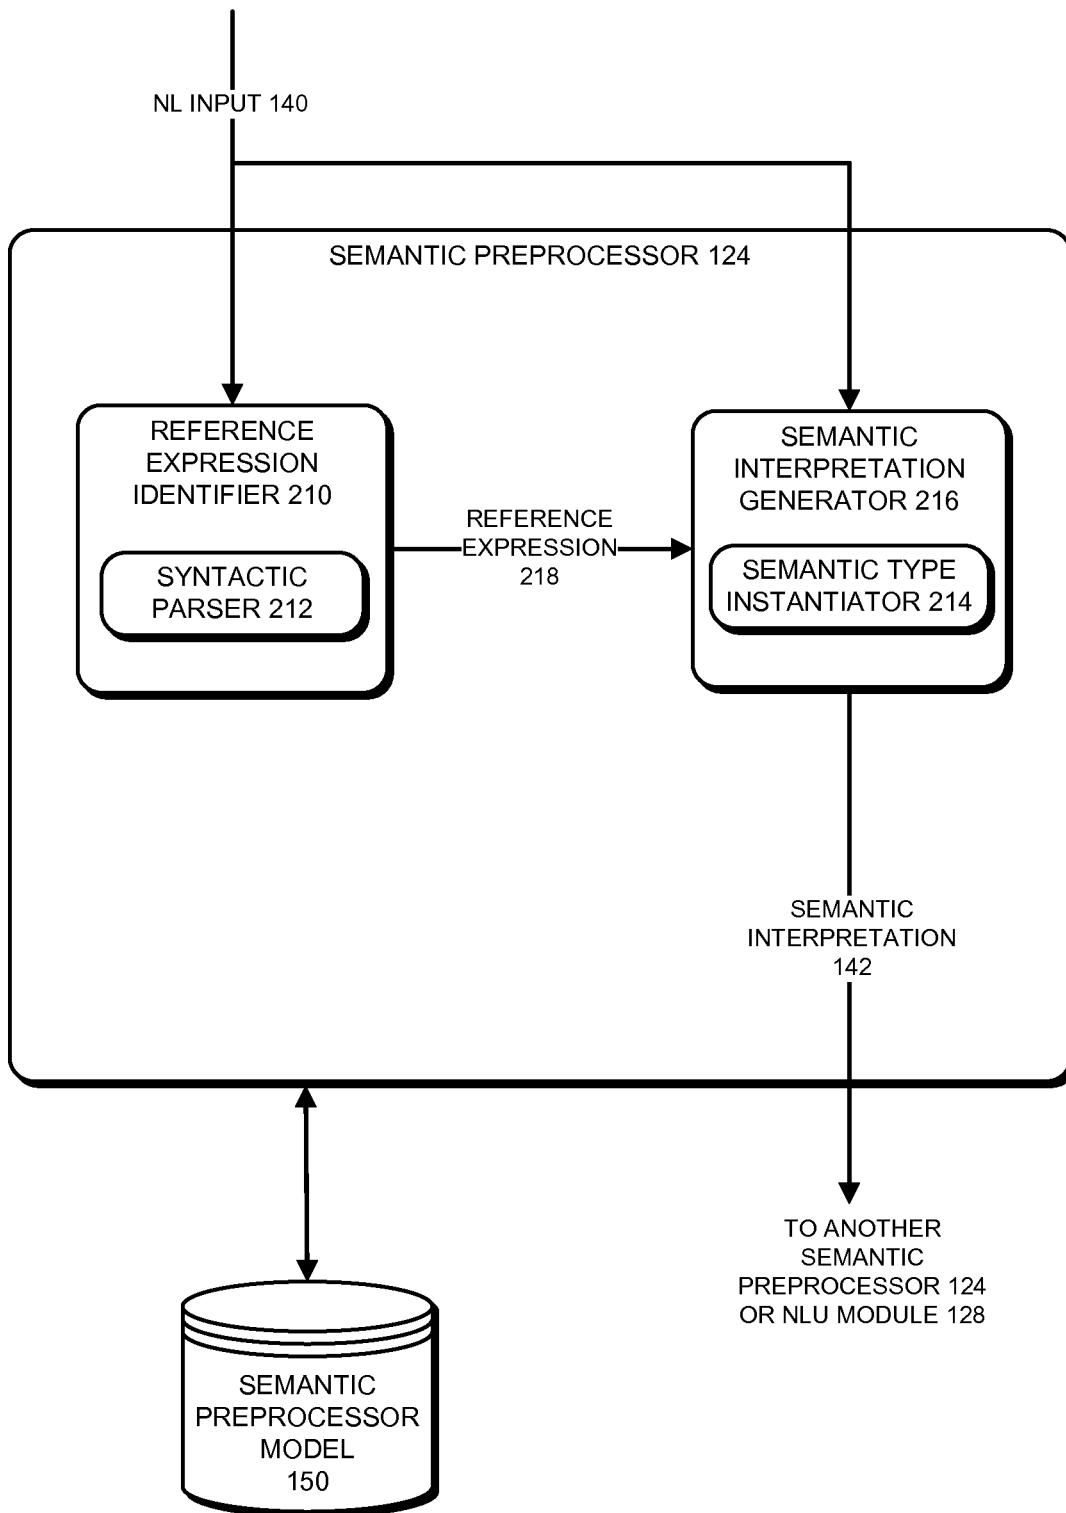 NL INPUT 140
SEMANTIC PREPROCESSOR 124
REFERENCE
EXPRESSION
IDENTIFIER 210
SYNTACTIC
PARSER 212
REFERENCE
EXPRESSION
218
SEMANTIC
INTERPRETATION
GENERATOR 216
SEMANTIC TYPE
INSTANTIATOR 214
SEMANTIC
INTERPRETATION
142
TO ANOTHER
SEMANTIC
PREPROCESSOR 124
OR NLU MODULE 128
SEMANTIC
PREPROCESSOR
MODEL
150